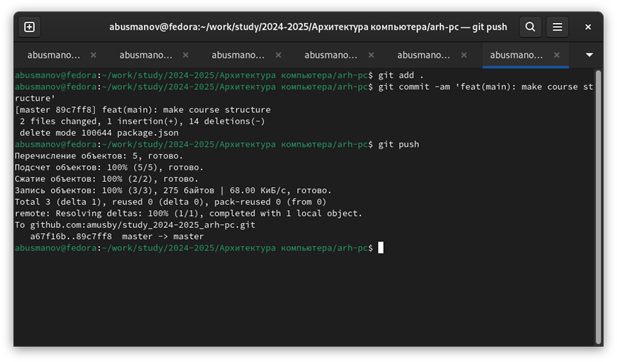 abusmanov@fedora:~/work/study/2024-2025/Архитектура компьютера/arh-pc — git push
abusmano… × abusmano… × abusmano… × abusmano… × abusmano… × abusmano… ×
abusmanov@fedora:~/work/study/2024-2025/Архитектура компьютера/arh-pc$ git add .
abusmanov@fedora:~/work/study/2024-2025/Архитектура компьютера/arh-pc$ git commit -am 'feat(main): make course st
ructure'
[master 89c7ff8] feat(main): make course structure
 2 files changed, 1 insertion(+), 14 deletions(-)
 delete mode 100644 package.json
abusmanov@fedora:~/work/study/2024-2025/Архитектура компьютера/arh-pc$ git push
Перечисление объектов: 5, готово.
Подсчет объектов: 100% (5/5), готово.
Сжатие объектов: 100% (2/2), готово.
Запись объектов: 100% (3/3), 275 байтов | 68.00 КиБ/с, готово.
Total 3 (delta 1), reused 0 (delta 0), pack-reused 0 (from 0)
remote: Resolving deltas: 100% (1/1), completed with 1 local object.
To github.com:amusby/study_2024-2025_arh-pc.git
   a67f16b..89c7ff8  master -> master
abusmanov@fedora:~/work/study/2024-2025/Архитектура компьютера/arh-pc$